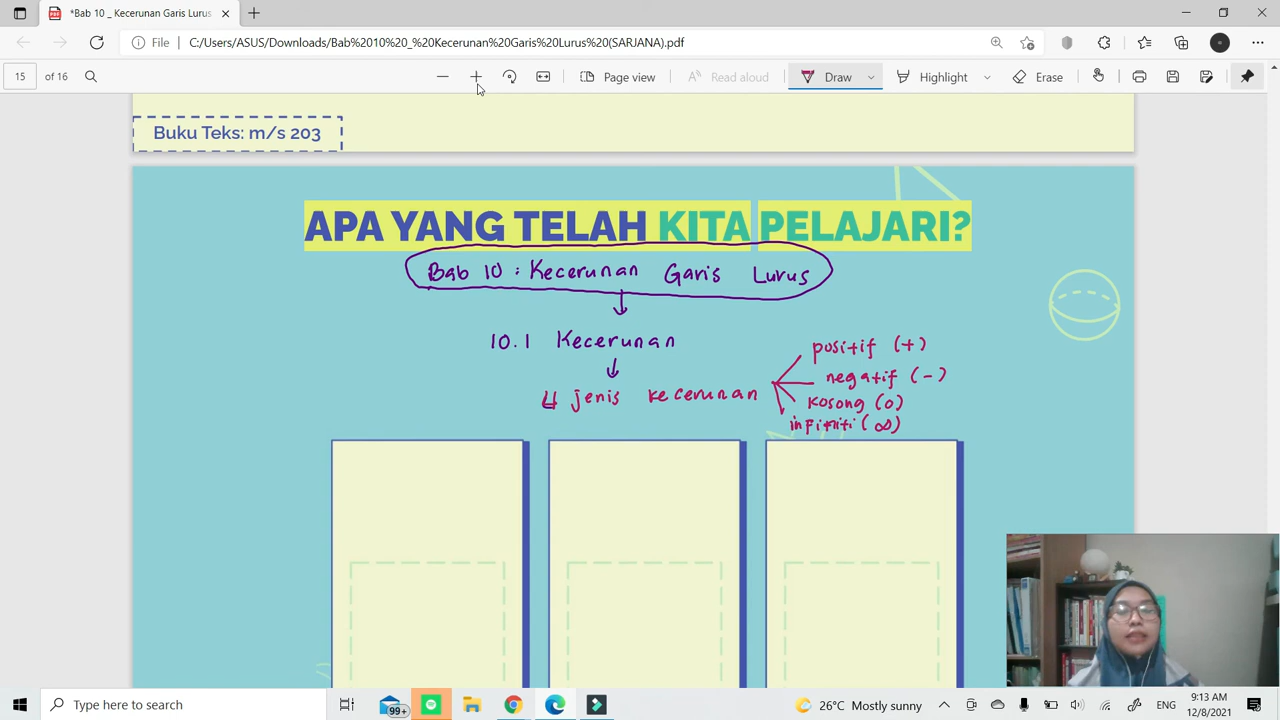 *Bab 10 _ Kecerunan Garis Lurus
File
C:/Users/ASUS/Downloads/Bab%2010%20_%20Kecerunan%20Garis%20Lurus%20(SARJANA).pdf
15 of 16
Page view
Read aloud
Draw
Highlight
Erase
Buku Teks: m/s 203
APA YANG TELAH KITA PELAJARI?
Bab 10 : Kecerunan Garis Lurus
10.1 Kecerunan
4 jenis kecerunan
positif (+)
negatif (-)
kosong (0)
infiniti (∞)
Type here to search
99+
26°C Mostly sunny
ENG
9:13 AM
12/8/2021